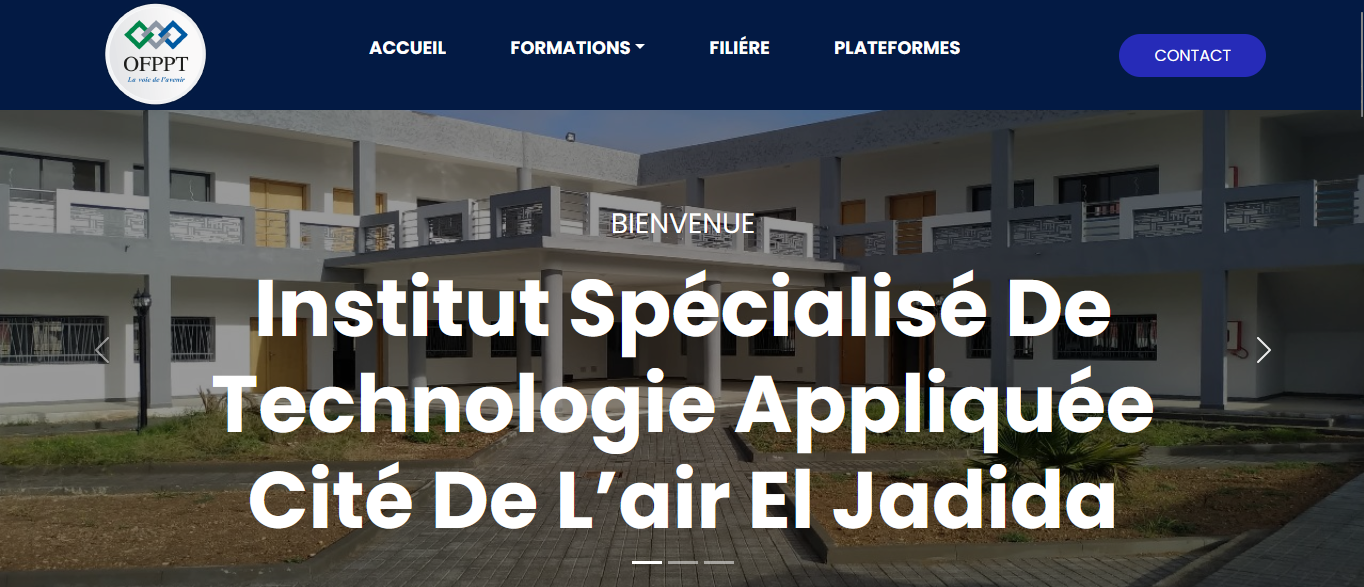 OFPPT
La voie de l'avenir
ACCUEIL
FORMATIONS
FILIÉRE
PLATEFORMES
CONTACT
BIENVENUE
Institut Spécialisé De
Technologie Appliquée
Cité De L’air El Jadida